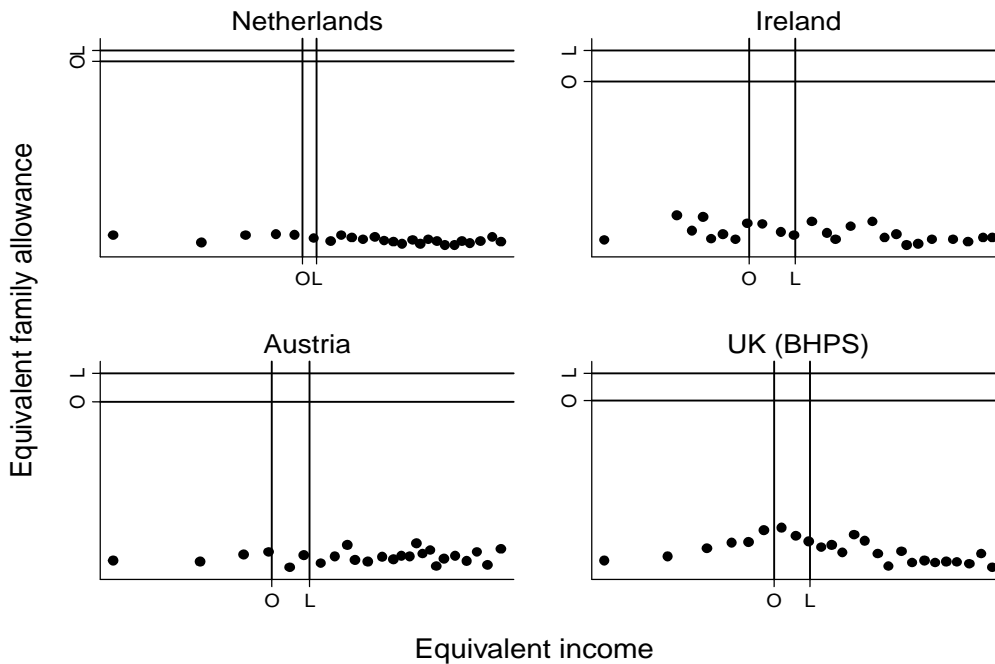 Netherlands
OL
OL
Ireland
L
O
O L
Equivalent family allowance
Austria
L
O
O L
UK (BHPS)
L
O
O L
Equivalent income